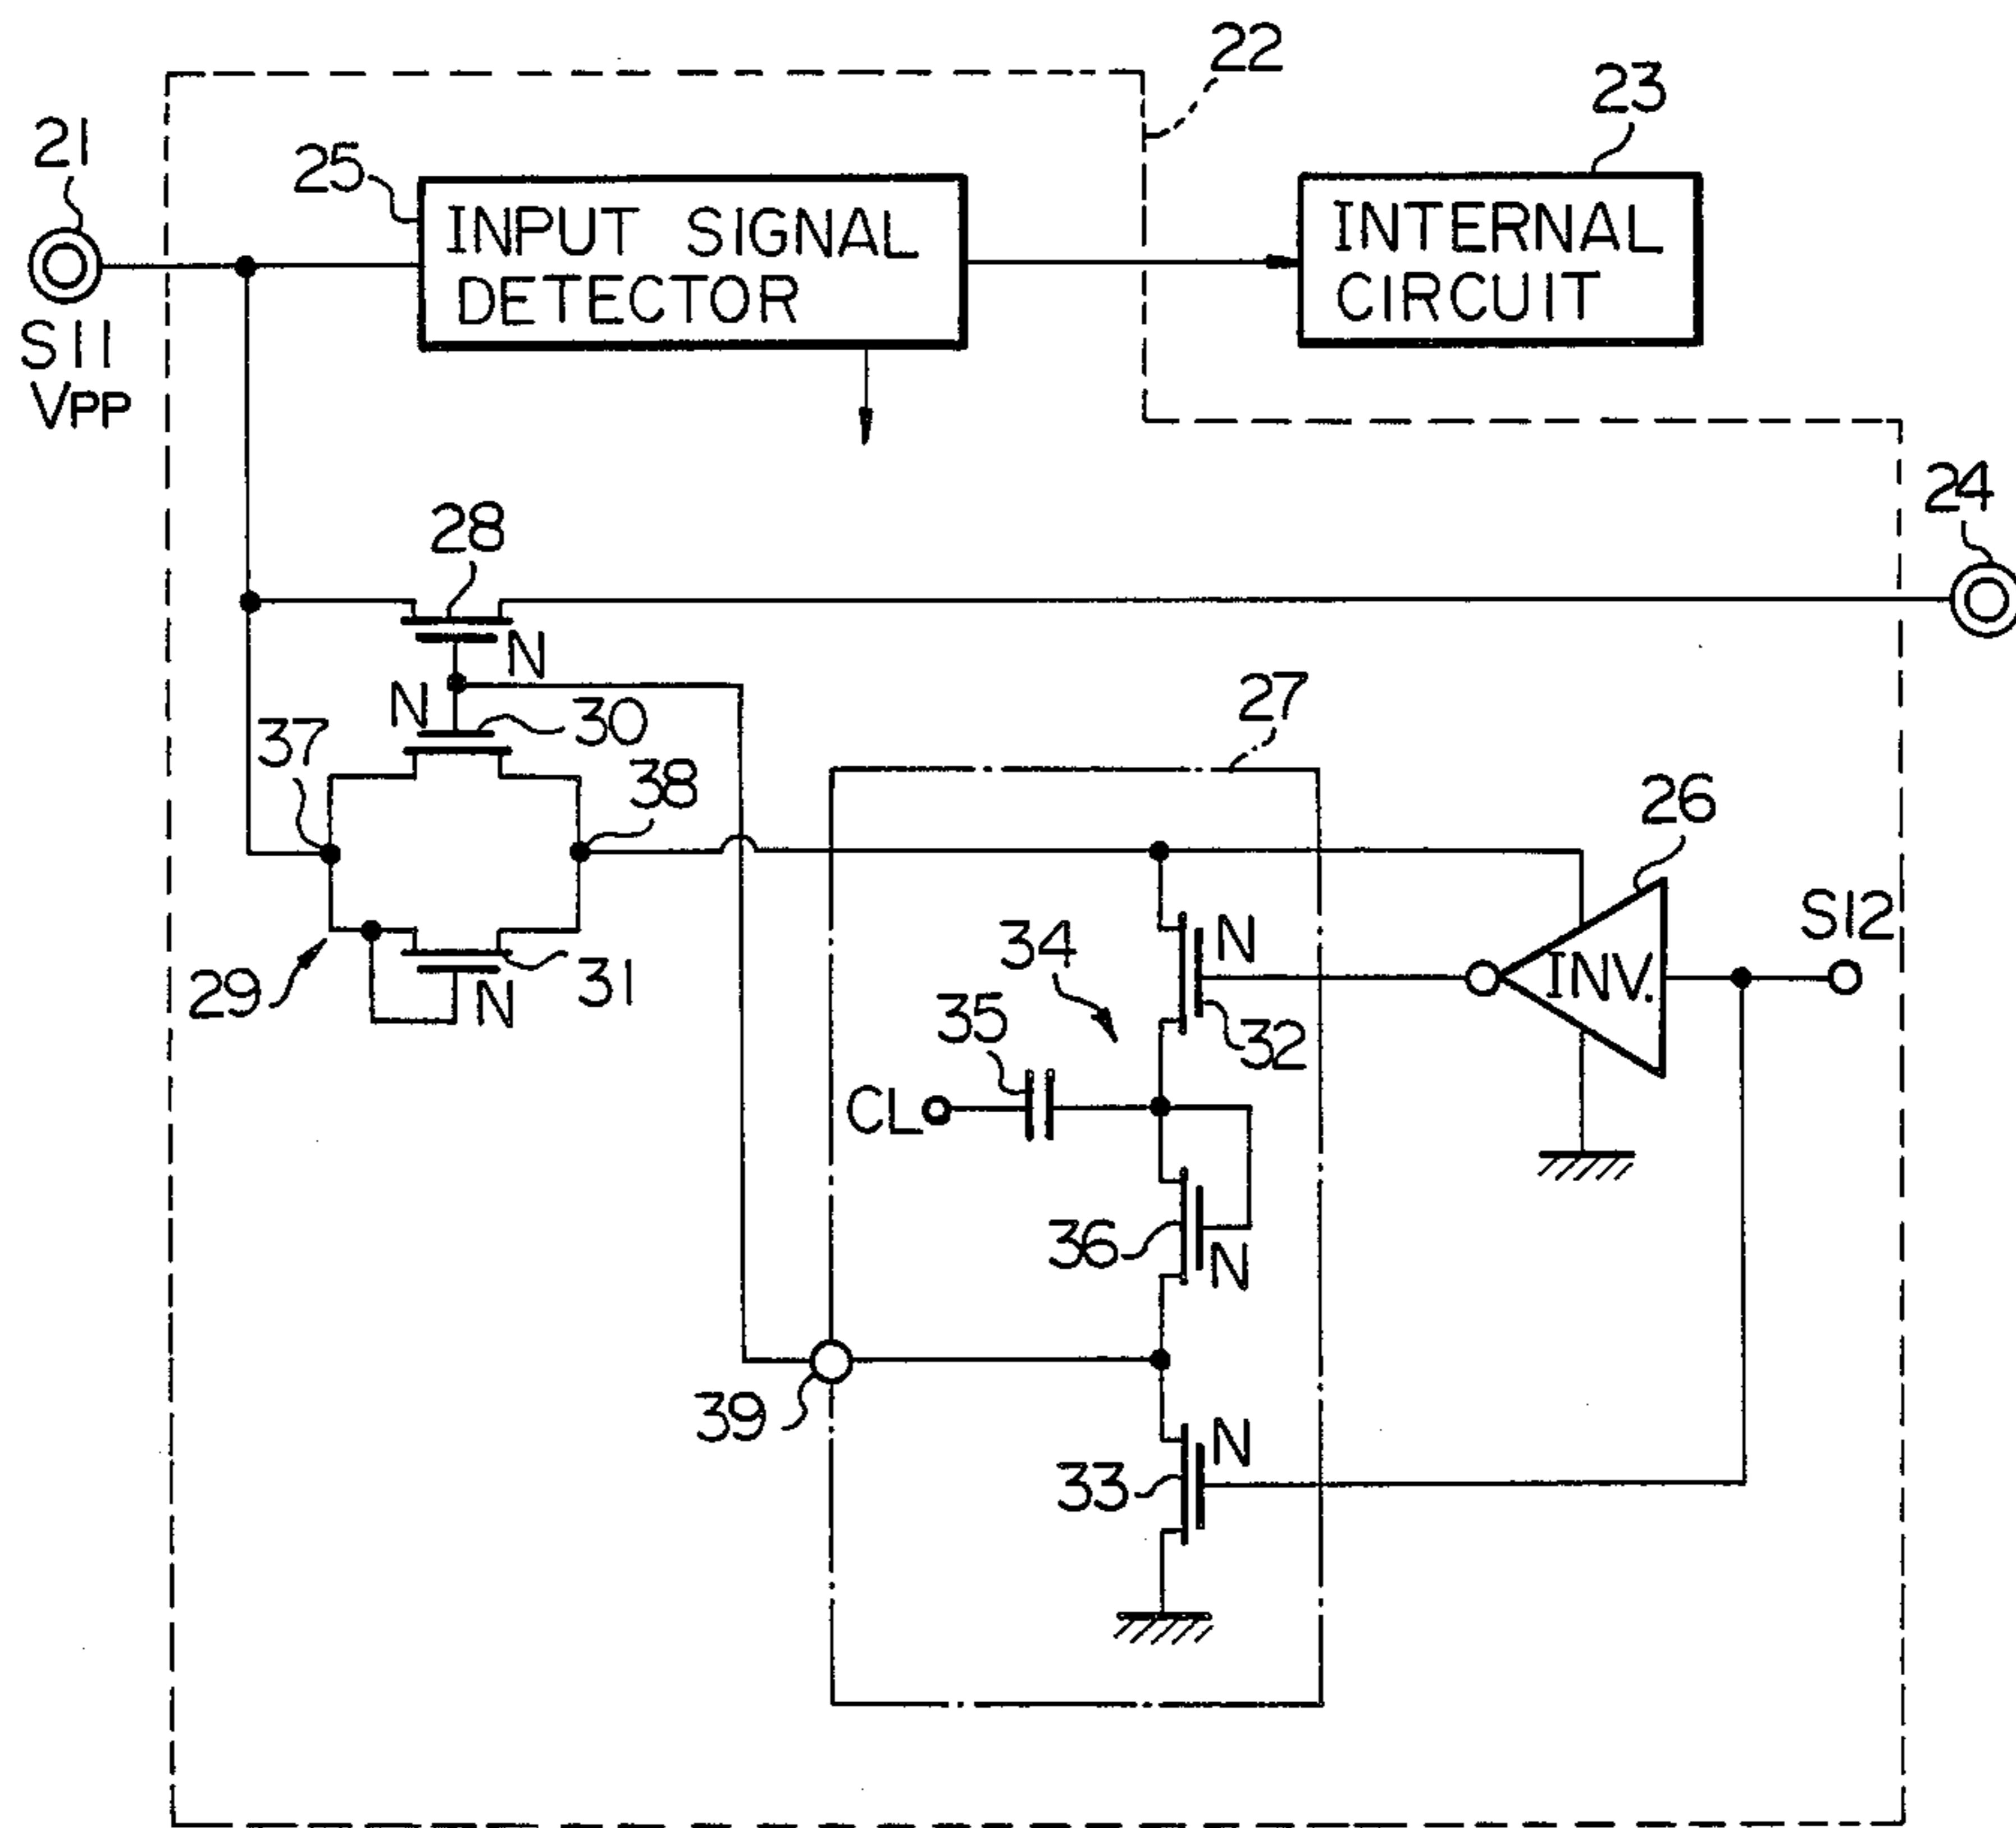 22
23
21
25
INPUT SIGNAL
DETECTOR
INTERNAL
CIRCUIT
S11
VPP
24
28
N
N
30
27
37
38
26
S12
34
N
INV.
29
31
N
35
32
CL
36
N
39
N
33